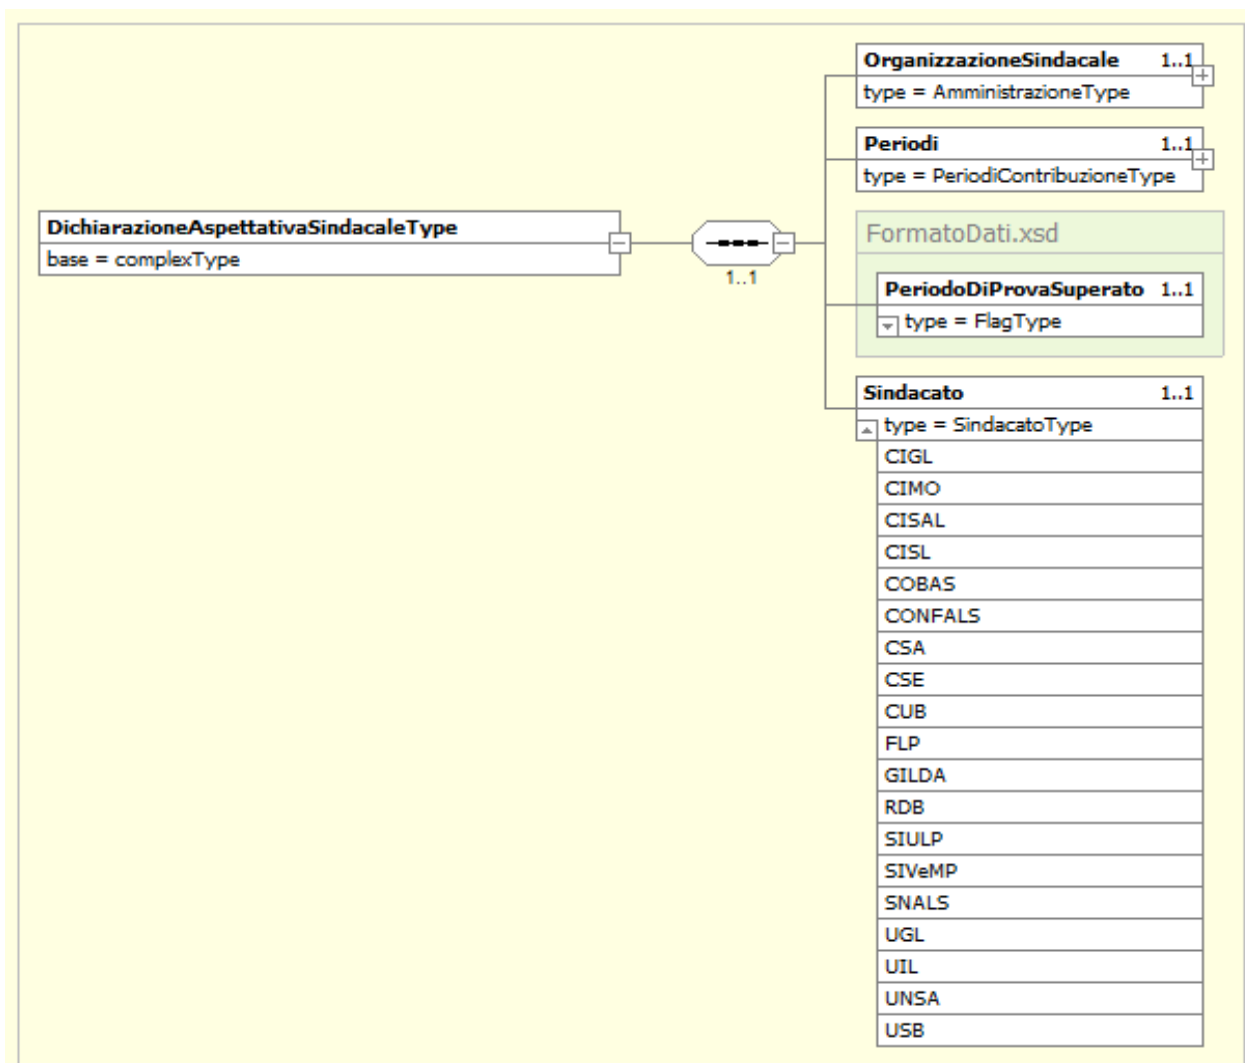 OrganizzazioneSindacale 1..1
type = AmministrazioneType
Periodi 1..1
type = PeriodiContribuzioneType
DichiarazioneAspettativaSindacaleType
base = complexType
1..1
FormatoDati.xsd
PeriodoDiProvaSuperato 1..1
type = FlagType
Sindacato 1..1
type = SindacatoType
CIGL
CIMO
CISAL
CISL
COBAS
CONFALS
CSA
CSE
CUB
FLP
GILDA
RDB
SIULP
SIVeMP
SNALS
UGL
UIL
UNSA
USB